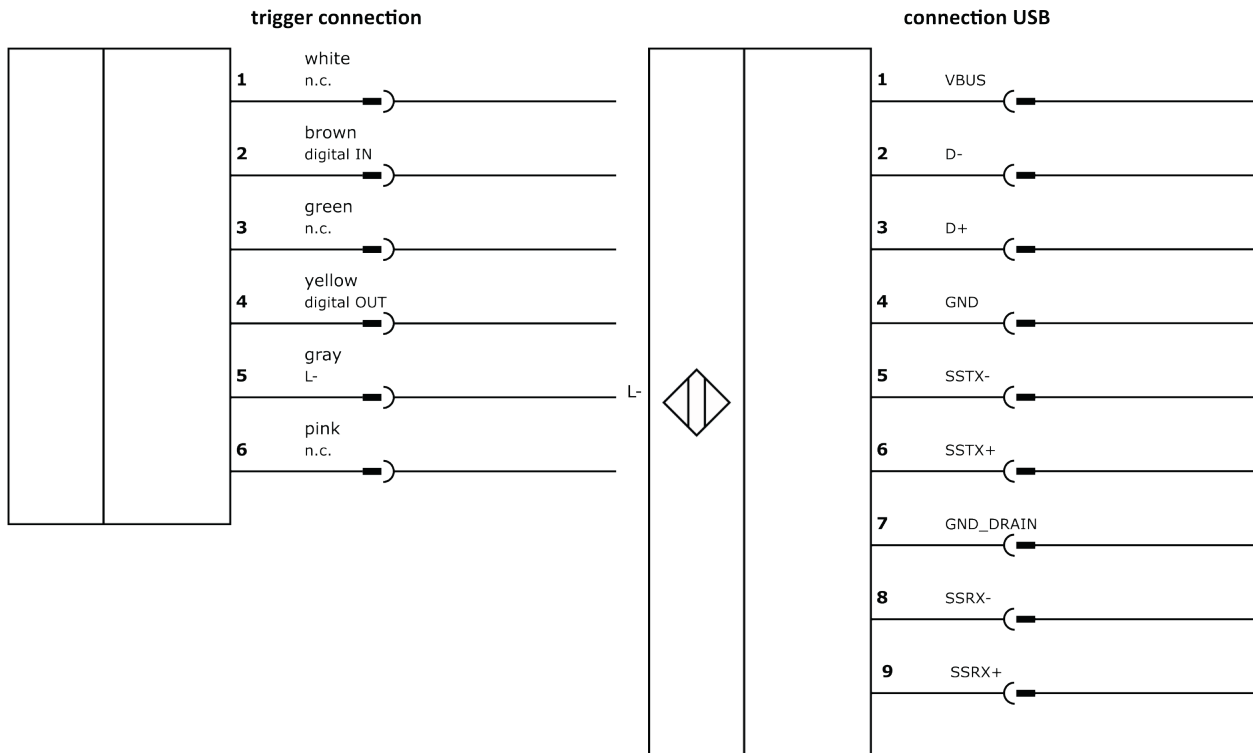 trigger connection
white
1 n.c.
brown
2 digital IN
green
3 n.c.
yellow
4 digital OUT
gray
5 L-
pink
6 n.c.
connection USB
1 VBUS
2 D-
3 D+
4 GND
L-
5 SSTX-
6 SSTX+
7 GND_DRAIN
8 SSRX-
9 SSRX+